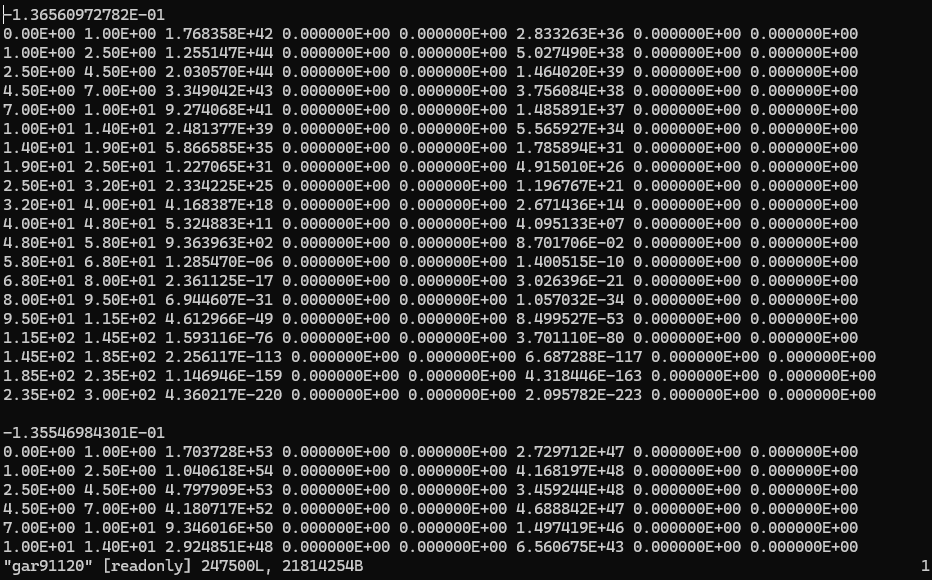 -1.36560972782E-01
0.00E+00 1.00E+00 1.768358E+42 0.000000E+00 0.000000E+00 2.833263E+36 0.000000E+00 0.000000E+00
1.00E+00 2.50E+00 1.255147E+44 0.000000E+00 0.000000E+00 5.027490E+38 0.000000E+00 0.000000E+00
2.50E+00 4.50E+00 2.030570E+44 0.000000E+00 0.000000E+00 1.464020E+39 0.000000E+00 0.000000E+00
4.50E+00 7.00E+00 3.349042E+43 0.000000E+00 0.000000E+00 3.756084E+38 0.000000E+00 0.000000E+00
7.00E+00 1.00E+01 9.274068E+41 0.000000E+00 0.000000E+00 1.485891E+37 0.000000E+00 0.000000E+00
1.00E+01 1.40E+01 2.481377E+39 0.000000E+00 0.000000E+00 5.565927E+34 0.000000E+00 0.000000E+00
1.40E+01 1.90E+01 5.866585E+35 0.000000E+00 0.000000E+00 1.785894E+31 0.000000E+00 0.000000E+00
1.90E+01 2.50E+01 1.227065E+31 0.000000E+00 0.000000E+00 4.915010E+26 0.000000E+00 0.000000E+00
2.50E+01 3.20E+01 2.334225E+25 0.000000E+00 0.000000E+00 1.196767E+21 0.000000E+00 0.000000E+00
3.20E+01 4.00E+01 4.168387E+18 0.000000E+00 0.000000E+00 2.671436E+14 0.000000E+00 0.000000E+00
4.00E+01 4.80E+01 5.324883E+11 0.000000E+00 0.000000E+00 4.095133E+07 0.000000E+00 0.000000E+00
4.80E+01 5.80E+01 9.363963E+02 0.000000E+00 0.000000E+00 8.701706E-02 0.000000E+00 0.000000E+00
5.80E+01 6.80E+01 1.285470E-06 0.000000E+00 0.000000E+00 1.400515E-10 0.000000E+00 0.000000E+00
6.80E+01 8.00E+01 2.361125E-17 0.000000E+00 0.000000E+00 3.026396E-21 0.000000E+00 0.000000E+00
8.00E+01 9.50E+01 6.944607E-31 0.000000E+00 0.000000E+00 1.057032E-34 0.000000E+00 0.000000E+00
9.50E+01 1.15E+02 4.612966E-49 0.000000E+00 0.000000E+00 8.499527E-53 0.000000E+00 0.000000E+00
1.15E+02 1.45E+02 1.593116E-76 0.000000E+00 0.000000E+00 3.701110E-80 0.000000E+00 0.000000E+00
1.45E+02 1.85E+02 2.256117E-113 0.000000E+00 0.000000E+00 6.687288E-117 0.000000E+00 0.000000E+00
1.85E+02 2.35E+02 1.146946E-159 0.000000E+00 0.000000E+00 4.318446E-163 0.000000E+00 0.000000E+00
2.35E+02 3.00E+02 4.360217E-220 0.000000E+00 0.000000E+00 2.095782E-223 0.000000E+00 0.000000E+00
-1.35546984301E-01
0.00E+00 1.00E+00 1.703728E+53 0.000000E+00 0.000000E+00 2.729712E+47 0.000000E+00 0.000000E+00
1.00E+00 2.50E+00 1.040618E+54 0.000000E+00 0.000000E+00 4.168197E+48 0.000000E+00 0.000000E+00
2.50E+00 4.50E+00 4.797909E+53 0.000000E+00 0.000000E+00 3.459244E+48 0.000000E+00 0.000000E+00
4.50E+00 7.00E+00 4.180717E+52 0.000000E+00 0.000000E+00 4.688842E+47 0.000000E+00 0.000000E+00
7.00E+00 1.00E+01 9.346016E+50 0.000000E+00 0.000000E+00 1.497419E+46 0.000000E+00 0.000000E+00
1.00E+01 1.40E+01 2.924851E+48 0.000000E+00 0.000000E+00 6.560675E+43 0.000000E+00 0.000000E+00
"gar91120" [readonly] 247500L, 21814254B 1